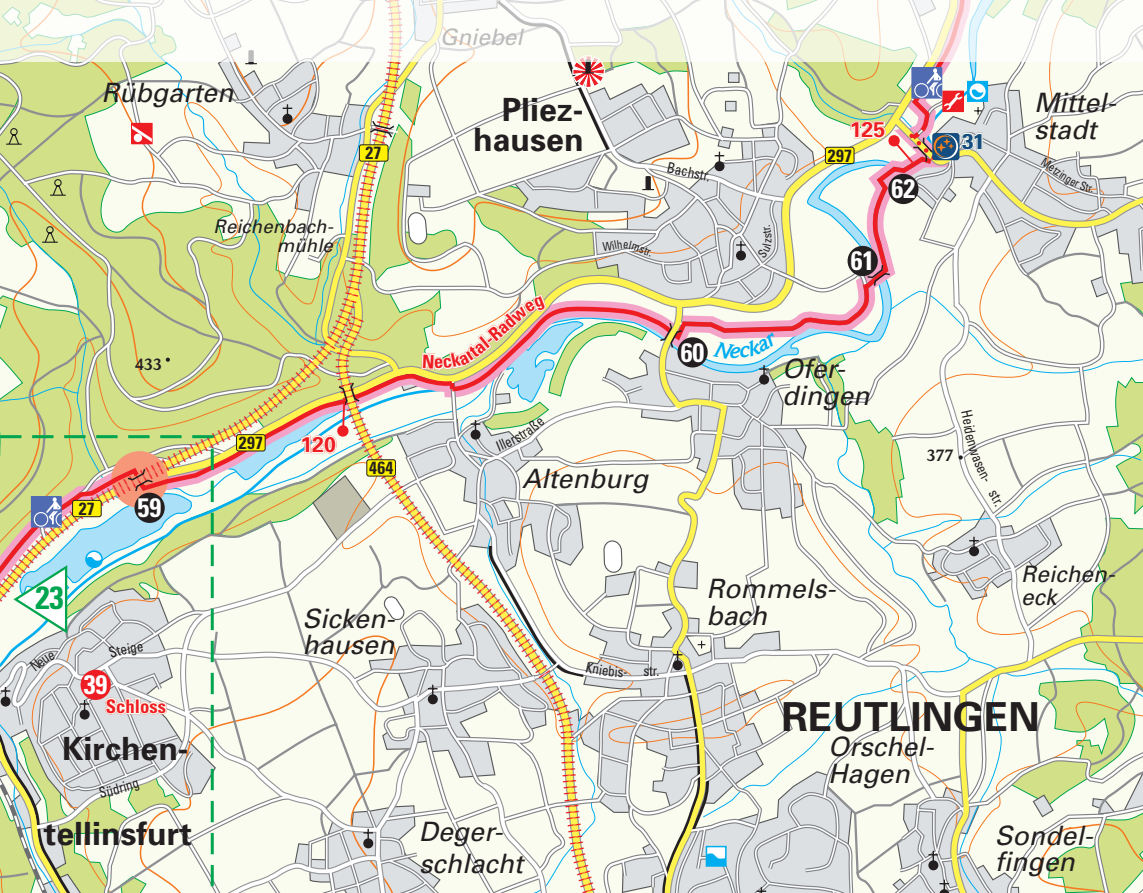 Gniebel
Rübgarten
Pliez-
hausen
Mittel-
stadt
125
31
297
27
Bachstr.
Metzinger Str.
62
Reichenbach-
mühle
Wilhelmstr.
Sulzstr.
61
Neckartal-Radweg
60
Neckar
433
Ofer-
dingen
297
120
Illerstraße
464
Altenburg
377
Heidenwasen-
str.
27
59
23
Reichen-
eck
Rommels-
bach
Sicken-
hausen
Neue
Steige
Kniebis-
str.
39
Schloss
REUTLINGEN
Kirchen-
tellinsfurt
Südring
Orschel-
Hagen
Deger-
schlacht
Sondel-
fingen